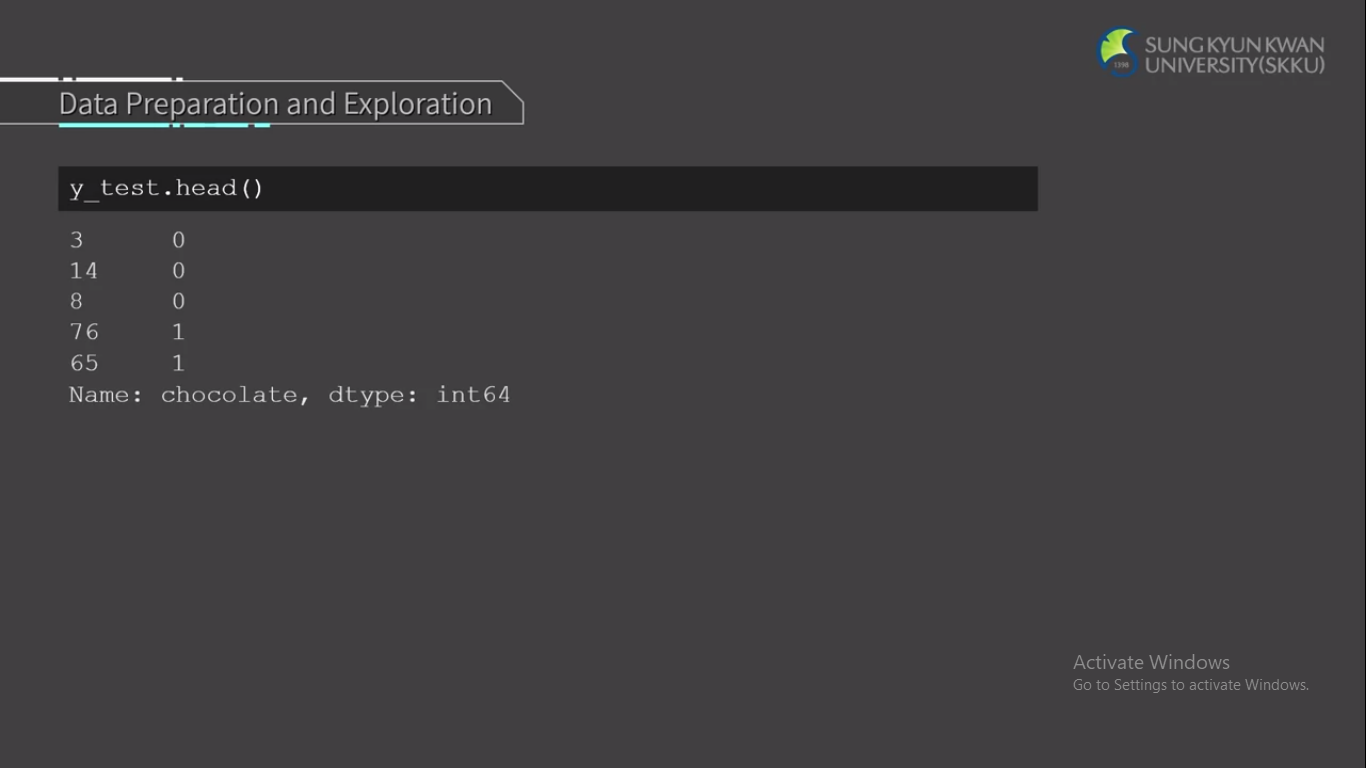 SUNG KYUN KWAN
UNIVERSITY(SKKU)
1398
Data Preparation and Exploration
y_test.head()
3 0
14 0
8 0
76 1
65 1
Name: chocolate, dtype: int64
Activate Windows
Go to Settings to activate Windows.